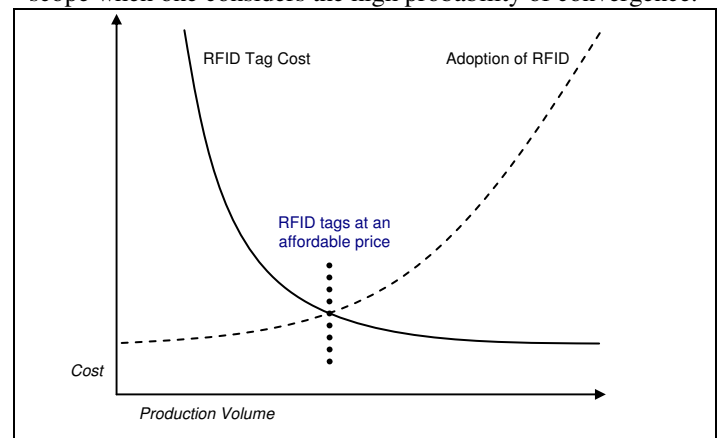 scope when one considers the high probability of convergence.
RFID Tag Cost
Adoption of RFID
RFID tags at an
affordable price
Cost
Production Volume